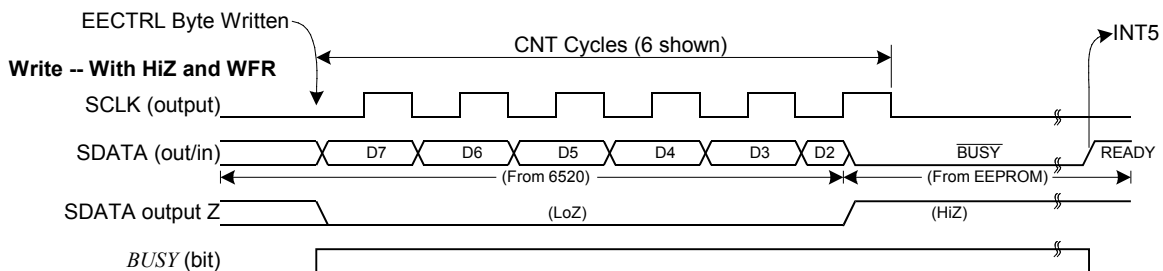 EECTRL Byte Written
INT5
CNT Cycles (6 shown)
Write -- With HiZ and WFR
SCLK (output)
SDATA (out/in) D7 D6 D5 D4 D3 D2 BUSY READY
(From 6520) (From EEPROM)
SDATA output Z (LoZ) (HiZ)
BUSY (bit)